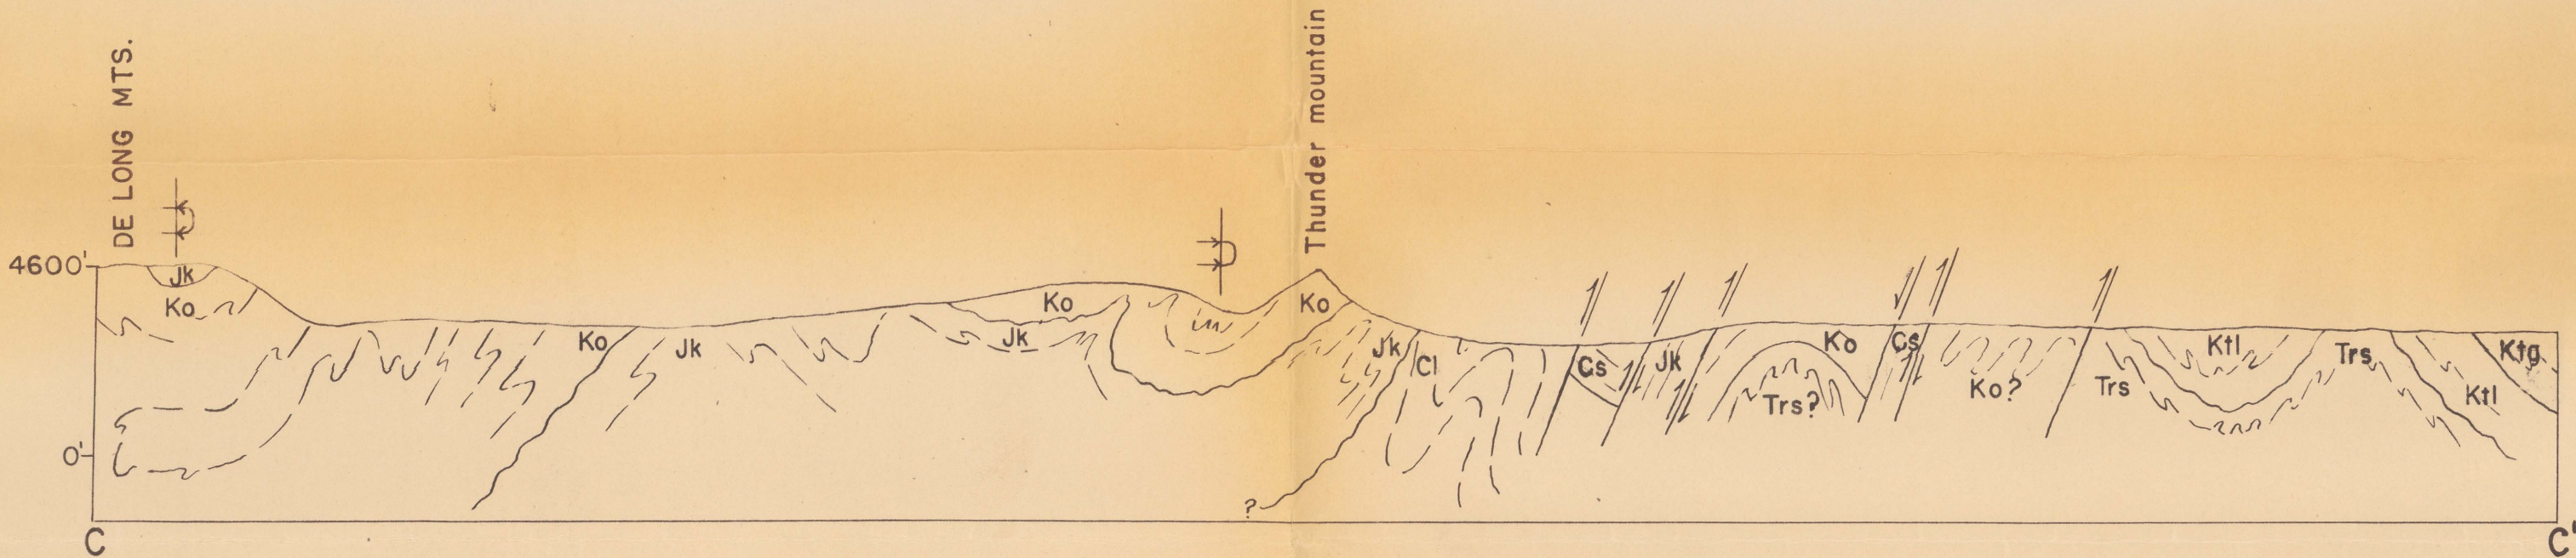 DE LONG MTS.
Thunder mountain
4600'
0'
Jk
Ko
Ko
Jk
Ko
Jk
Ko
Jk
Cl
Cs
Jk
Trs?
Ko
Cs
Ko?
Trs
Ktl
Trs
Ktl
Ktg
?
C
C'